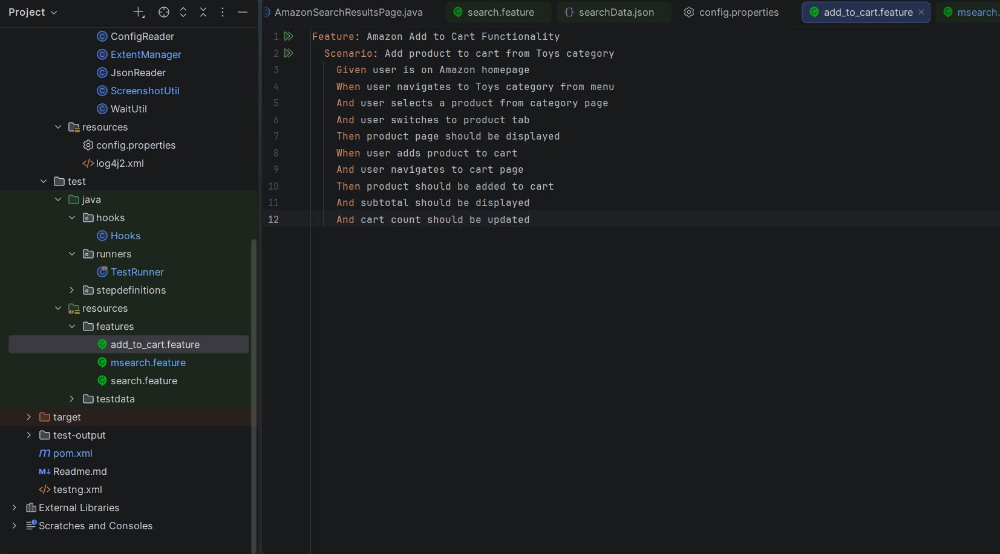 Project
ConfigReader
ExtentManager
JsonReader
ScreenshotUtil
WaitUtil
resources
config.properties
log4j2.xml
test
java
hooks
Hooks
runners
TestRunner
stepdefinitions
resources
features
add_to_cart.feature
msearch.feature
search.feature
testdata
target
test-output
pom.xml
Readme.md
testng.xml
External Libraries
Scratches and Consoles
AmazonSearchResultsPage.java search.feature searchData.json config.properties add_to_cart.feature msearch.
1 Feature: Amazon Add to Cart Functionality
2 Scenario: Add product to cart from Toys category
3 Given user is on Amazon homepage
4 When user navigates to Toys category from menu
5 And user selects a product from category page
6 And user switches to product tab
7 Then product page should be displayed
8 When user adds product to cart
9 And user navigates to cart page
10 Then product should be added to cart
11 And subtotal should be displayed
12 And cart count should be updated